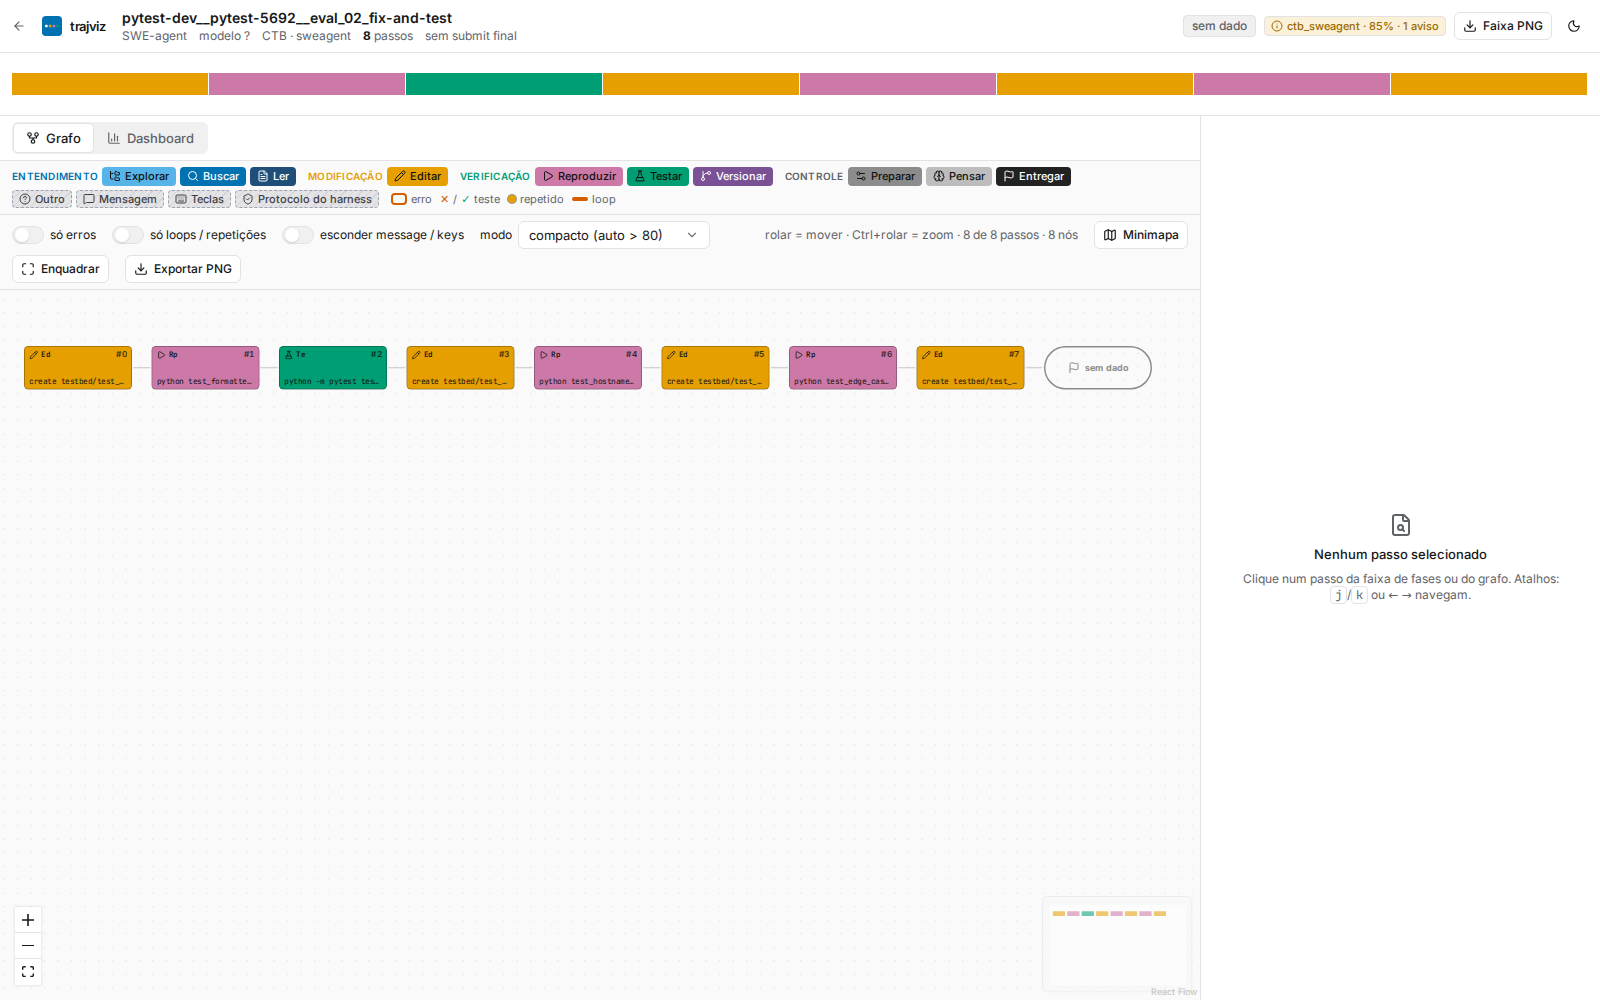 trajviz
pytest-dev__pytest-5692__eval_02_fix-and-test
SWE-agent modelo ? CTB · sweagent 8 passos sem submit final
sem dado
ctb_sweagent · 85% · 1 aviso
Faixa PNG
Grafo
Dashboard
ENTENDIMENTO Explorar Buscar Ler MODIFICAÇÃO Editar VERIFICAÇÃO Reproduzir Testar Versionar CONTROLE Preparar Pensar Entregar
Outro Mensagem Teclas Protocolo do harness erro ✕ / ✓ teste repetido loop
só erros só loops / repetições esconder message / keys modo compacto (auto > 80) rolar = mover · Ctrl+rolar = zoom · 8 de 8 passos · 8 nós Minimapa
Enquadrar Exportar PNG
Ed #0
create testbed/test_…
Rp #1
python test_formatte…
Te #2
python -m pytest tes…
Ed #3
create testbed/test_…
Rp #4
python test_hostname…
Ed #5
create testbed/test_…
Rp #6
python test_edge_cas…
Ed #7
create testbed/test_…
sem dado
Nenhum passo selecionado
Clique num passo da faixa de fases ou do grafo. Atalhos:
j / k ou ← → navegam.
React Flow